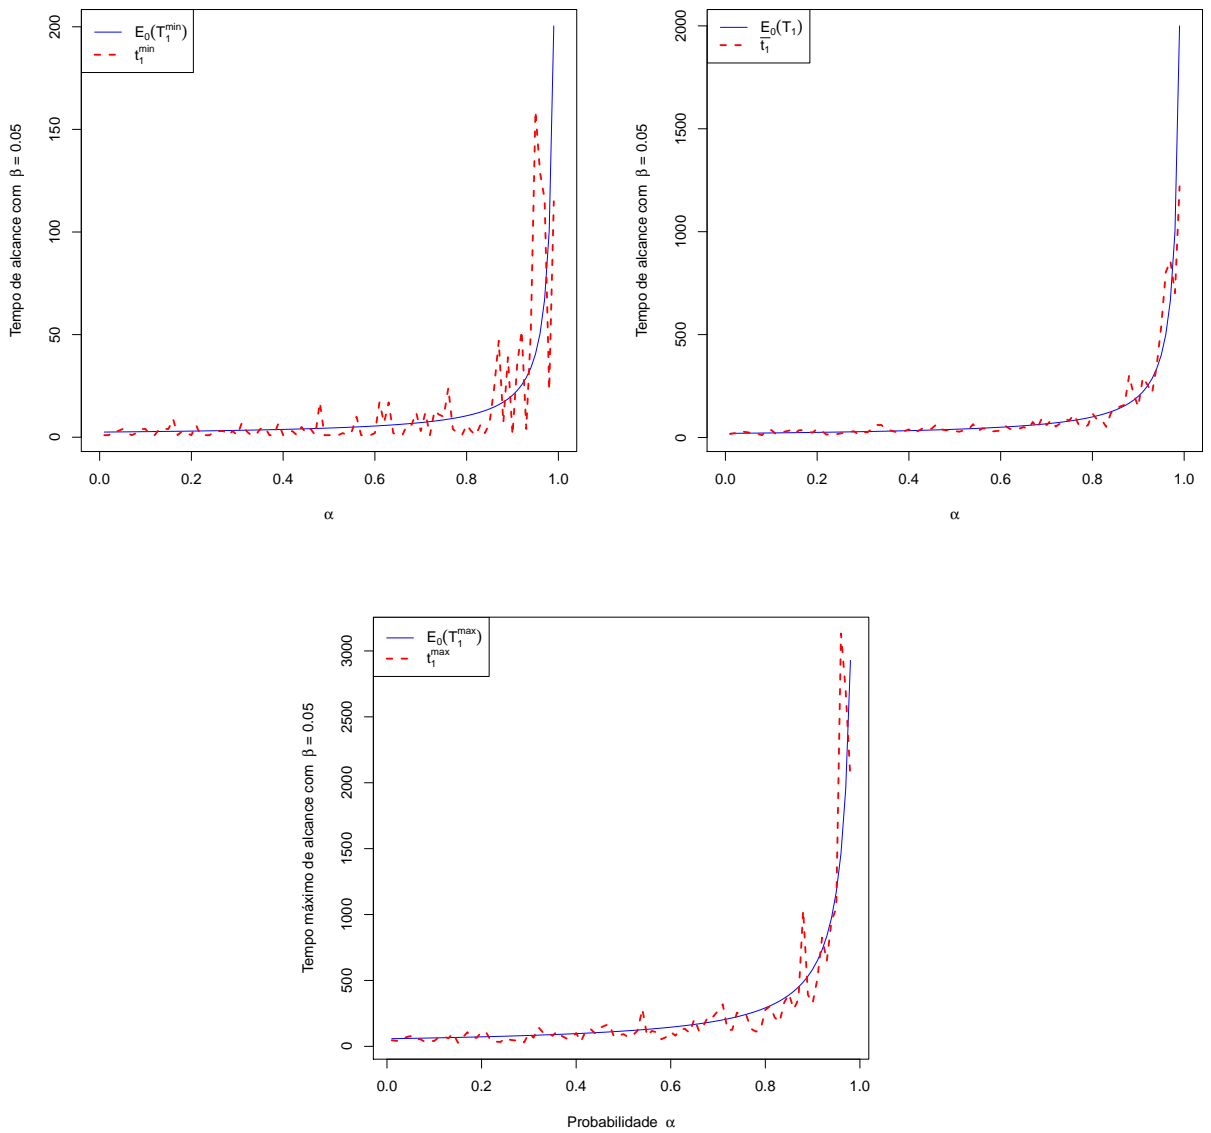 E₀(T₁ᵐⁱⁿ)
t₁ᵐⁱⁿ
Tempo de alcance com β = 0.05
200
150
100
50
0
0.0 0.2 0.4 0.6 0.8 1.0
α
E₀(T₁)
t̅₁
Tempo de alcance com β = 0.05
2000
1500
1000
500
0
0.0 0.2 0.4 0.6 0.8 1.0
α
E₀(T₁ᵐᵃˣ)
t₁ᵐᵃˣ
Tempo máximo de alcance com β = 0.05
3000
2500
2000
1500
1000
500
0
0.0 0.2 0.4 0.6 0.8 1.0
Probabilidade α